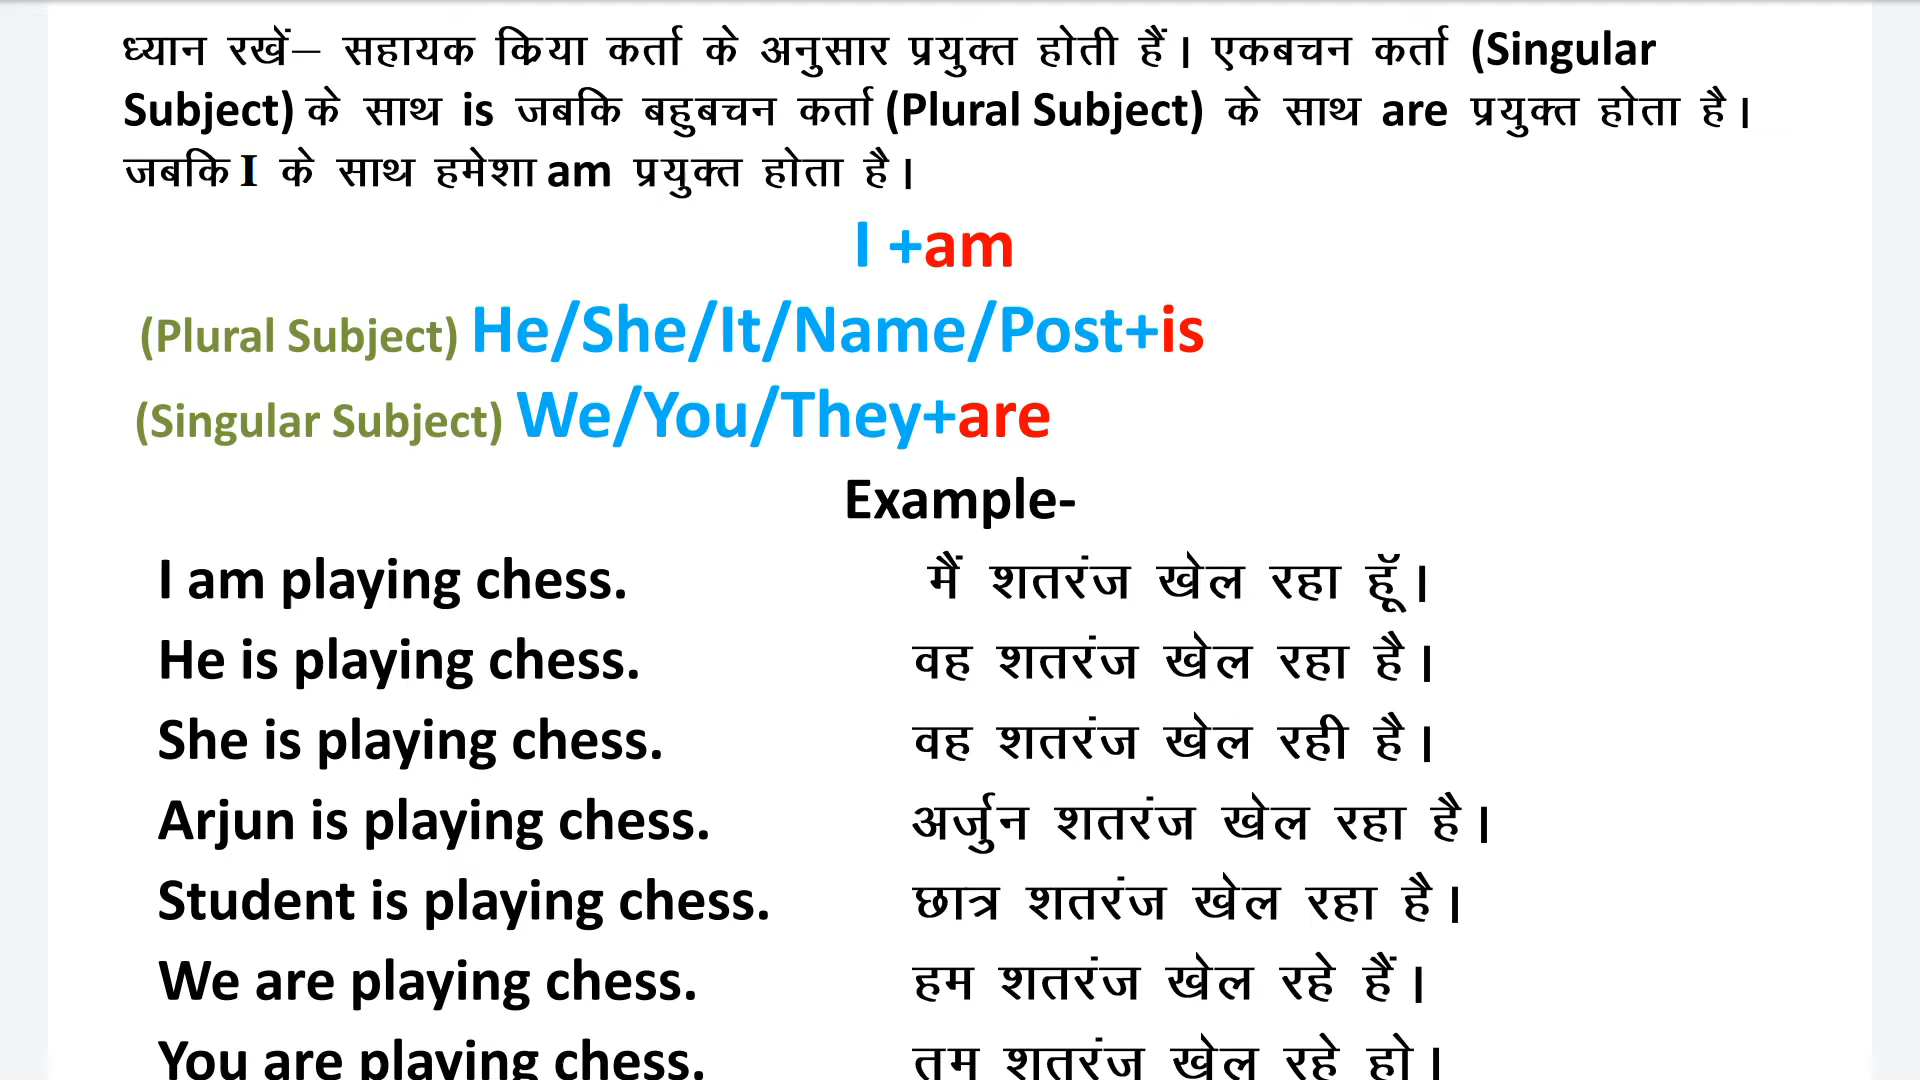 ध्यान रखें– सहायक क्रिया कर्ता के अनुसार प्रयुक्त होती हैं। एकबचन कर्ता (Singular
Subject) के साथ is जबकि बहुबचन कर्ता (Plural Subject) के साथ are प्रयुक्त होता है।
जबकि I के साथ हमेशा am प्रयुक्त होता है।
I +am
(Plural Subject) He/She/It/Name/Post+is
(Singular Subject) We/You/They+are
Example-
I am playing chess. मैं शतरंज खेल रहा हूॅ।
He is playing chess. वह शतरंज खेल रहा है।
She is playing chess. वह शतरंज खेल रही है।
Arjun is playing chess. अर्जुन शतरंज खेल रहा है।
Student is playing chess. छात्र शतरंज खेल रहा है।
We are playing chess. हम शतरंज खेल रहे हैं।
You are playing chess. तुम शतरंज खेल रहे हो।